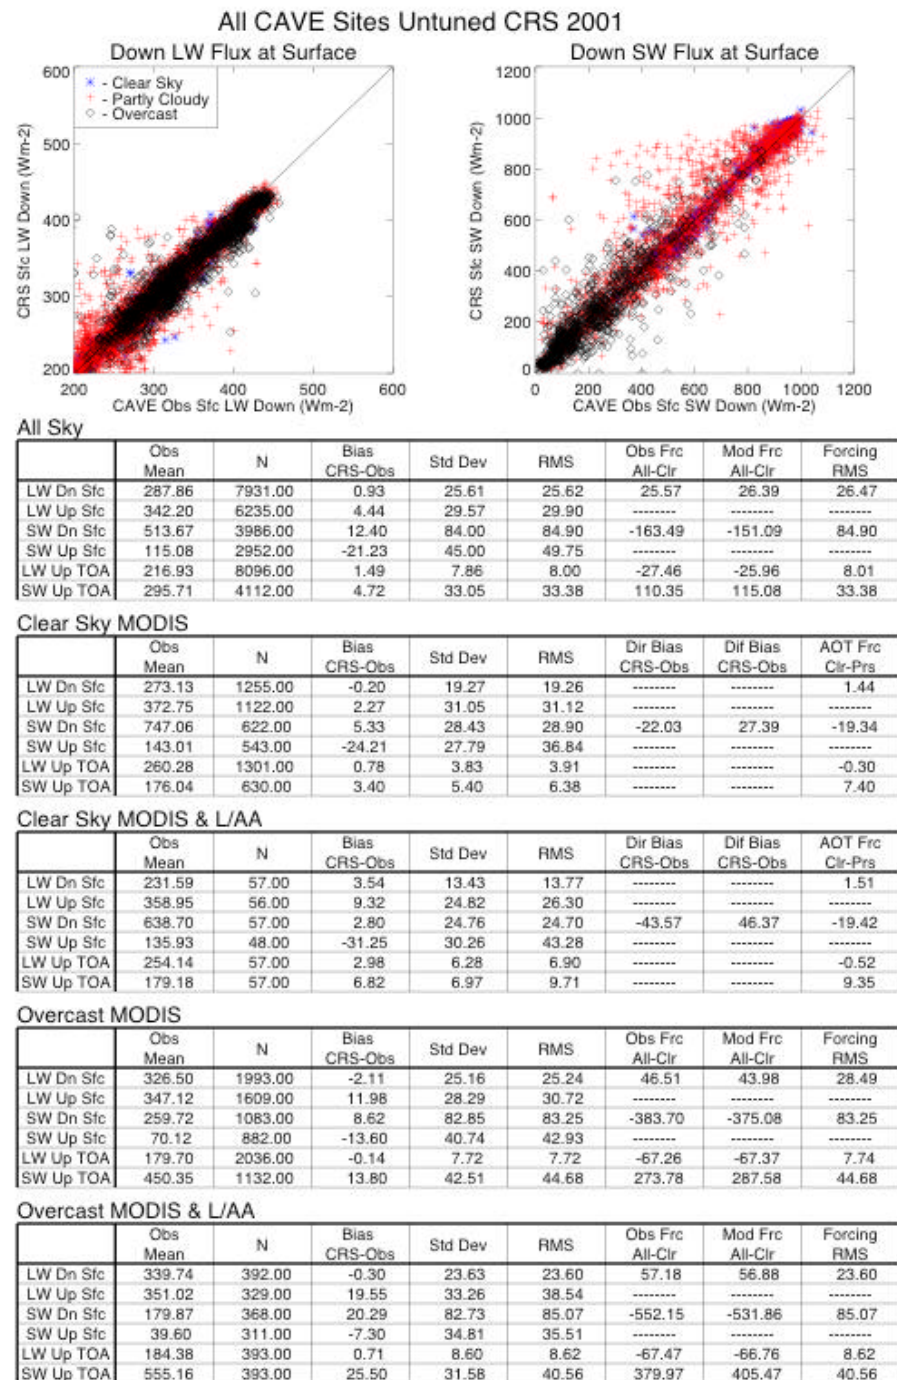 All CAVE Sites Untuned CRS 2001
Down LW Flux at Surface
600
500
400
300
200
CRS Sfc LW Down (Wm-2)
* - Clear Sky
+ - Partly Cloudy
◇ - Overcast
200 300 400 500 600
CAVE Obs Sfc LW Down (Wm-2)
Down SW Flux at Surface
1200
1000
800
600
400
200
0
CRS Sfc SW Down (Wm-2)
0 200 400 600 800 1000 1200
CAVE Obs Sfc SW Down (Wm-2)
All Sky
Obs Mean N Bias CRS-Obs Std Dev RMS Obs Frc All-Clr Mod Frc All-Clr Forcing RMS
LW Dn Sfc 287.86 7931.00 0.93 25.61 25.62 25.57 26.39 26.47
LW Up Sfc 342.20 6235.00 4.44 29.57 29.90 -------- -------- --------
SW Dn Sfc 513.67 3986.00 12.40 84.00 84.90 -163.49 -151.09 84.90
SW Up Sfc 115.08 2952.00 -21.23 45.00 49.75 -------- -------- --------
LW Up TOA 216.93 8096.00 1.49 7.86 8.00 -27.46 -25.96 8.01
SW Up TOA 295.71 4112.00 4.72 33.05 33.38 110.35 115.08 33.38
Clear Sky MODIS
Obs Mean N Bias CRS-Obs Std Dev RMS Dir Bias CRS-Obs Dif Bias CRS-Obs AOT Frc Clr-Prs
LW Dn Sfc 273.13 1255.00 -0.20 19.27 19.26 -------- -------- 1.44
LW Up Sfc 372.75 1122.00 2.27 31.05 31.12 -------- -------- --------
SW Dn Sfc 747.06 622.00 5.33 28.43 28.90 -22.03 27.39 -19.34
SW Up Sfc 143.01 543.00 -24.21 27.79 36.84 -------- -------- --------
LW Up TOA 260.28 1301.00 0.78 3.83 3.91 -------- -------- -0.30
SW Up TOA 176.04 630.00 3.40 5.40 6.38 -------- -------- 7.40
Clear Sky MODIS & L/AA
Obs Mean N Bias CRS-Obs Std Dev RMS Dir Bias CRS-Obs Dif Bias CRS-Obs AOT Frc Clr-Prs
LW Dn Sfc 231.59 57.00 3.54 13.43 13.77 -------- -------- 1.51
LW Up Sfc 358.95 56.00 9.32 24.82 26.30 -------- -------- --------
SW Dn Sfc 638.70 57.00 2.80 24.76 24.70 -43.57 46.37 -19.42
SW Up Sfc 135.93 48.00 -31.25 30.26 43.28 -------- -------- --------
LW Up TOA 254.14 57.00 2.98 6.28 6.90 -------- -------- -0.52
SW Up TOA 179.18 57.00 6.82 6.97 9.71 -------- -------- 9.35
Overcast MODIS
Obs Mean N Bias CRS-Obs Std Dev RMS Obs Frc All-Clr Mod Frc All-Clr Forcing RMS
LW Dn Sfc 326.50 1993.00 -2.11 25.16 25.24 46.51 43.98 28.49
LW Up Sfc 347.12 1609.00 11.98 28.29 30.72 -------- -------- --------
SW Dn Sfc 259.72 1083.00 8.62 82.85 83.25 -383.70 -375.08 83.25
SW Up Sfc 70.12 882.00 -13.60 40.74 42.93 -------- -------- --------
LW Up TOA 179.70 2036.00 -0.14 7.72 7.72 -67.26 -67.37 7.74
SW Up TOA 450.35 1132.00 13.80 42.51 44.68 273.78 287.58 44.68
Overcast MODIS & L/AA
Obs Mean N Bias CRS-Obs Std Dev RMS Obs Frc All-Clr Mod Frc All-Clr Forcing RMS
LW Dn Sfc 339.74 392.00 -0.30 23.63 23.60 57.18 56.88 23.60
LW Up Sfc 351.02 329.00 19.55 33.26 38.54 -------- -------- --------
SW Dn Sfc 179.87 368.00 20.29 82.73 85.07 -552.15 -531.86 85.07
SW Up Sfc 39.60 311.00 -7.30 34.81 35.51 -------- -------- --------
LW Up TOA 184.38 393.00 0.71 8.60 8.62 -67.47 -66.76 8.62
SW Up TOA 555.16 393.00 25.50 31.58 40.56 379.97 405.47 40.56